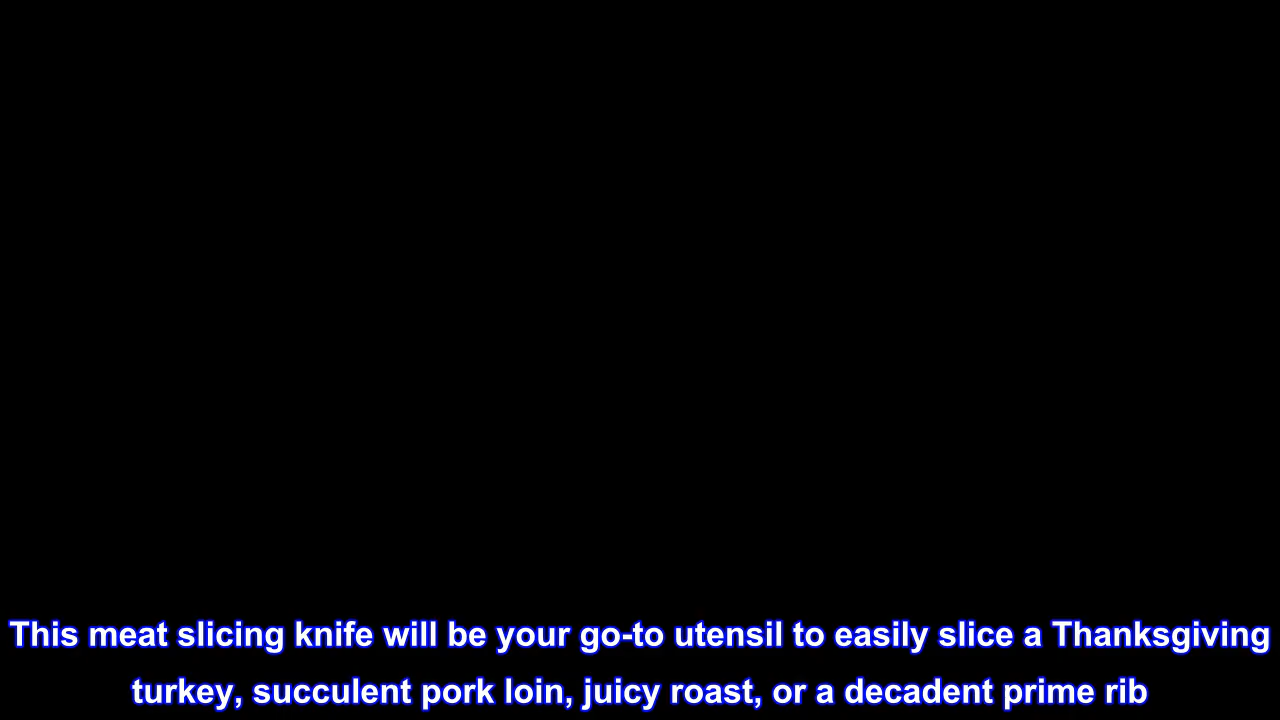 This meat slicing knife will be your go-to utensil to easily slice a Thanksgiving
turkey, succulent pork loin, juicy roast, or a decadent prime rib